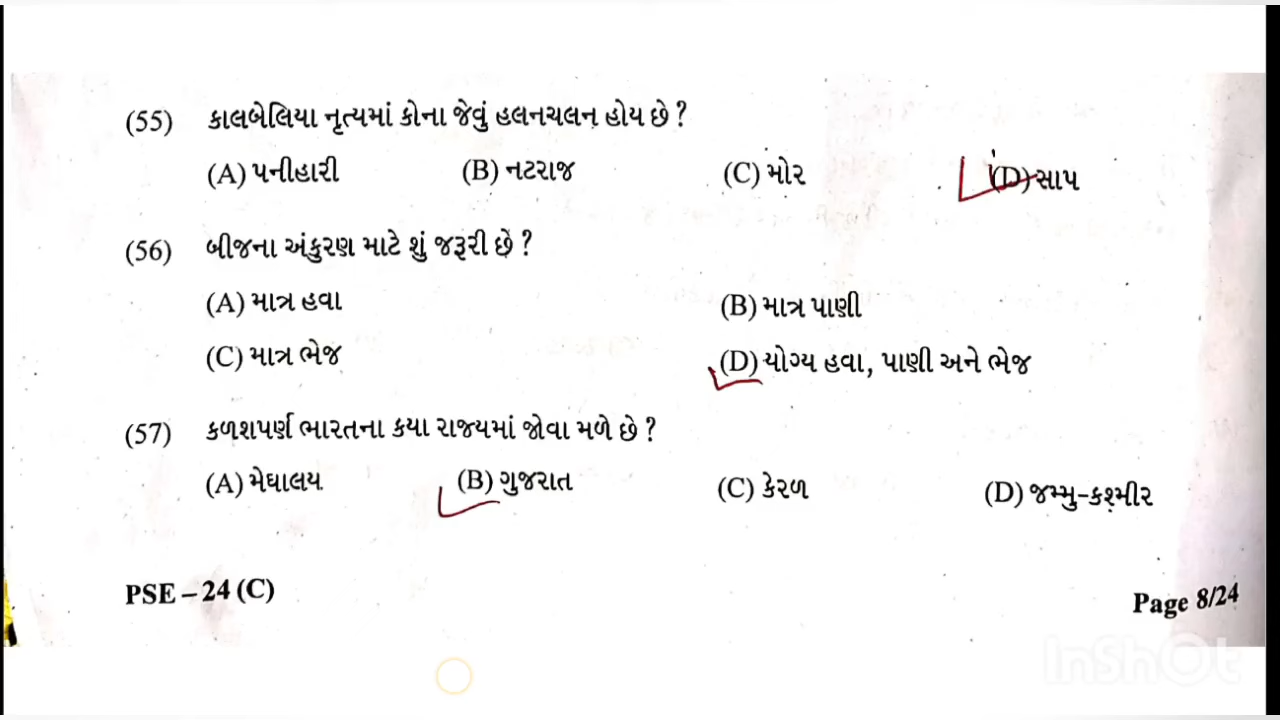 (55) કાલબેલિયા નૃત્યમાં કોના જેવું હલનચલન હોય છે ?
(A) પનીહારી (B) નટરાજ (C) મોર (D) સાપ
(56) બીજના અંકુરણ માટે શું જરૂરી છે ?
(A) માત્ર હવા (B) માત્ર પાણી
(C) માત્ર ભેજ (D) યોગ્ય હવા, પાણી અને ભેજ
(57) કળશપર્ણ ભારતના કયા રાજ્યમાં જોવા મળે છે ?
(A) મેઘાલય (B) ગુજરાત (C) કેરળ (D) જમ્મુ-કશ્મીર
PSE – 24 (C) Page 8/24
InShOt